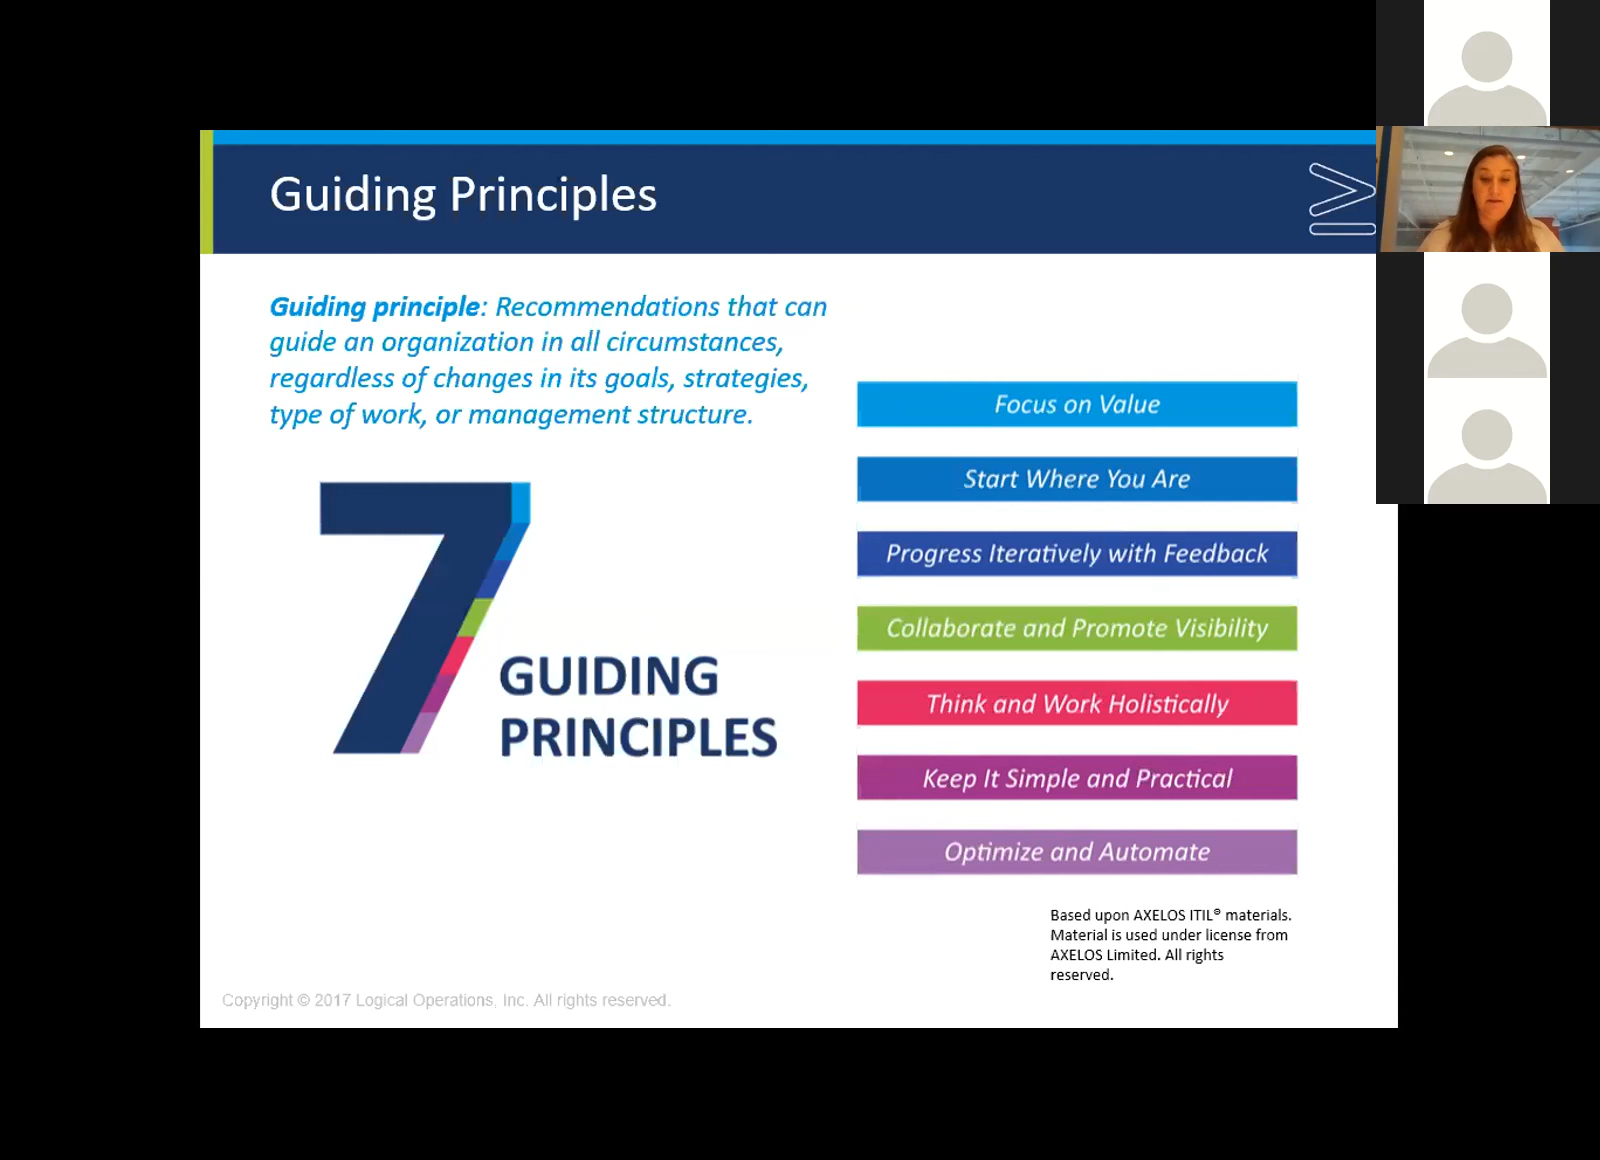 Guiding Principles
Guiding principle: Recommendations that can
guide an organization in all circumstances,
regardless of changes in its goals, strategies,
type of work, or management structure.
7
GUIDING
PRINCIPLES
Focus on Value
Start Where You Are
Progress Iteratively with Feedback
Collaborate and Promote Visibility
Think and Work Holistically
Keep It Simple and Practical
Optimize and Automate
Based upon AXELOS ITIL® materials.
Material is used under license from
AXELOS Limited. All rights
reserved.
Copyright © 2017 Logical Operations, Inc. All rights reserved.